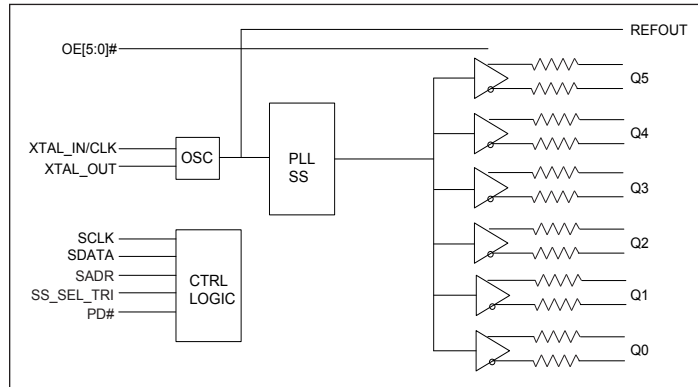 REFOUT
OE[5:0]#
Q5
Q4
XTAL_IN/CLK
OSC
PLL
SS
XTAL_OUT
Q3
SCLK
Q2
SDATA
SADR
CTRL
LOGIC
SS_SEL_TRI
Q1
PD#
Q0